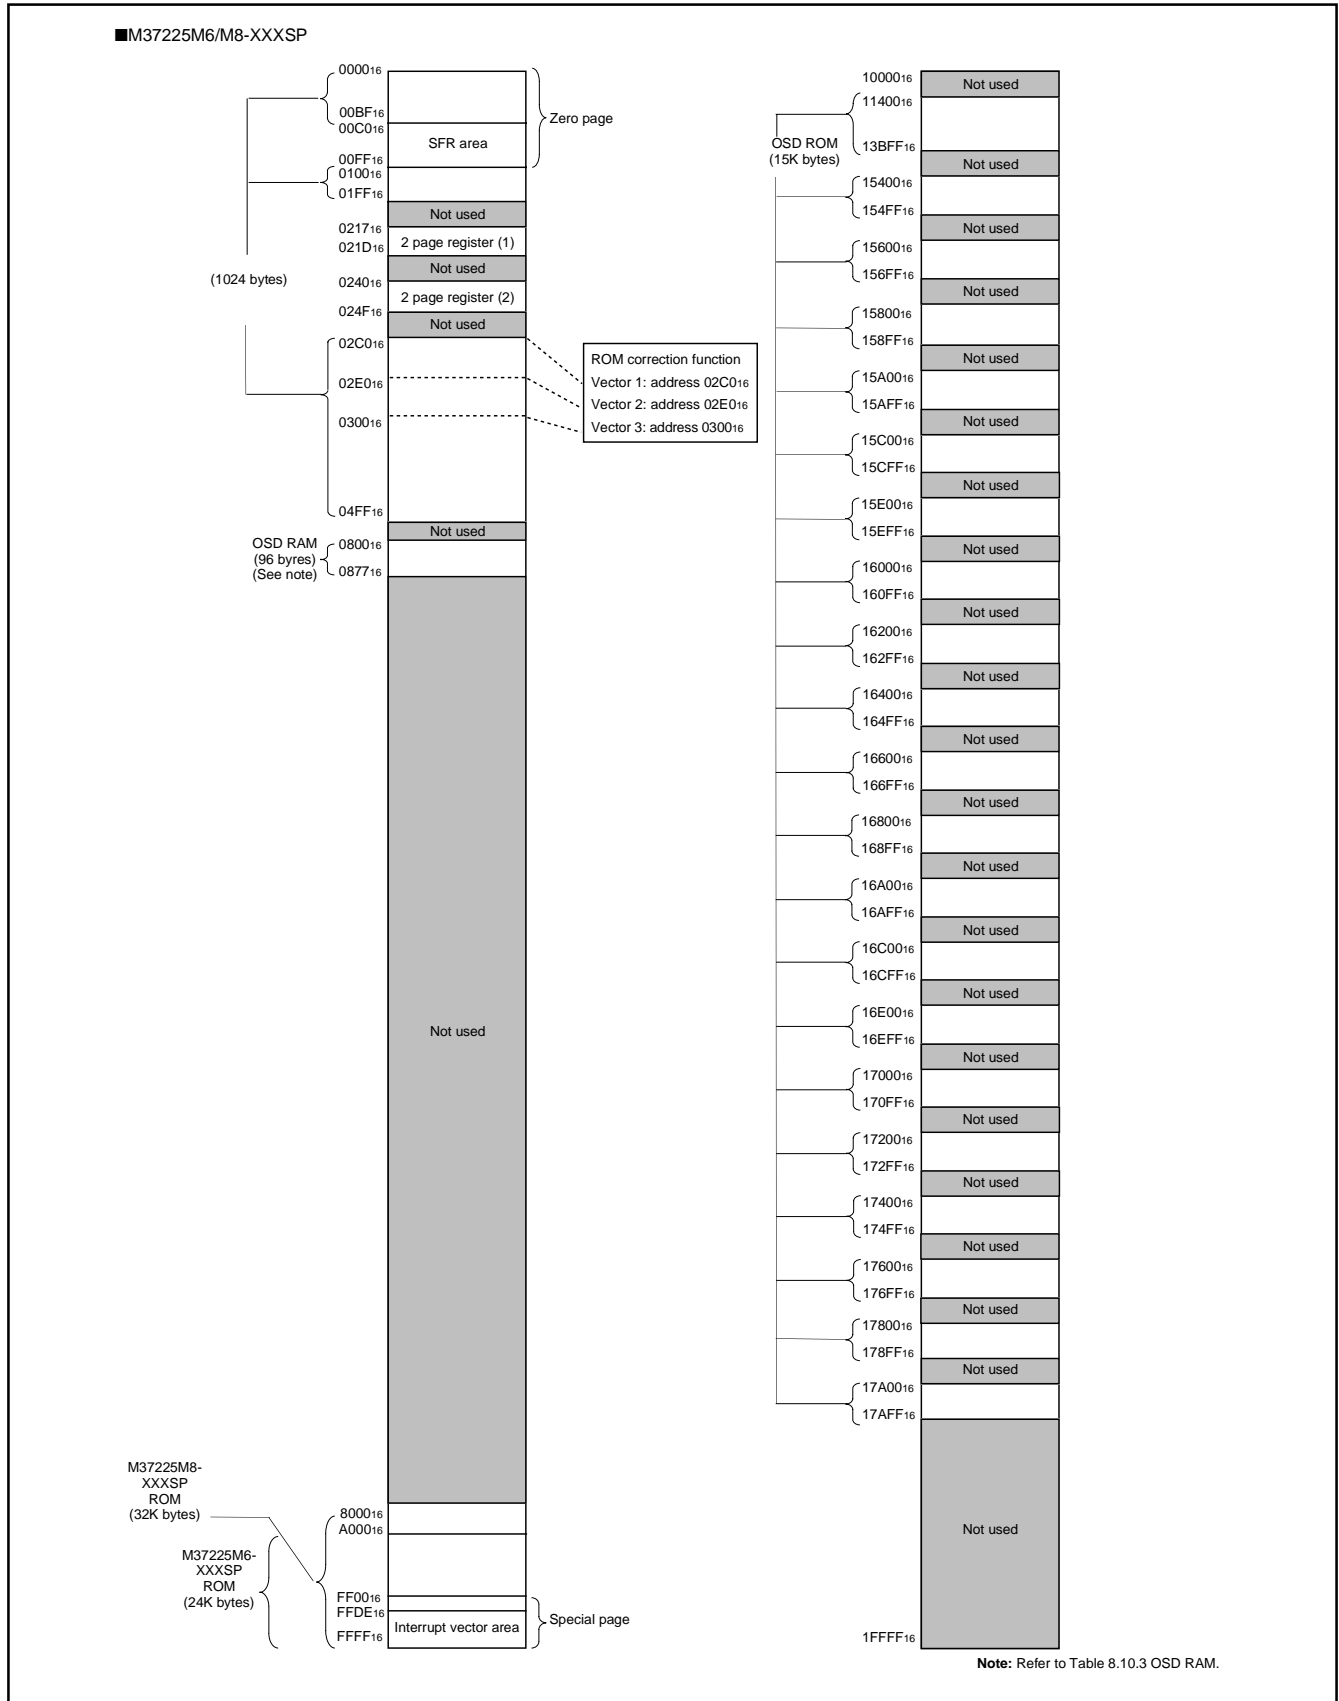 ■M37225M6/M8-XXXSP
0000₁₆
00BF₁₆
00C0₁₆
SFR area
00FF₁₆
Zero page
0100₁₆
01FF₁₆
Not used
0217₁₆
021D₁₆
2 page register (1)
Not used
(1024 bytes)
0240₁₆
2 page register (2)
024F₁₆
Not used
02C0₁₆
02E0₁₆
0300₁₆
ROM correction function
Vector 1: address 02C0₁₆
Vector 2: address 02E0₁₆
Vector 3: address 0300₁₆
04FF₁₆
Not used
OSD RAM
(96 byres)
(See note)
0800₁₆
0877₁₆
Not used
M37225M8-
XXXSP
ROM
(32K bytes)
8000₁₆
A000₁₆
M37225M6-
XXXSP
ROM
(24K bytes)
FF00₁₆
FFDE₁₆
Interrupt vector area
FFFF₁₆
Special page
10000₁₆
Not used
11400₁₆
OSD ROM
(15K bytes)
13BFF₁₆
Not used
15400₁₆
154FF₁₆
Not used
15600₁₆
156FF₁₆
Not used
15800₁₆
158FF₁₆
Not used
15A00₁₆
15AFF₁₆
Not used
15C00₁₆
15CFF₁₆
Not used
15E00₁₆
15EFF₁₆
Not used
16000₁₆
160FF₁₆
Not used
16200₁₆
162FF₁₆
Not used
16400₁₆
164FF₁₆
Not used
16600₁₆
166FF₁₆
Not used
16800₁₆
168FF₁₆
Not used
16A00₁₆
16AFF₁₆
Not used
16C00₁₆
16CFF₁₆
Not used
16E00₁₆
16EFF₁₆
Not used
17000₁₆
170FF₁₆
Not used
17200₁₆
172FF₁₆
Not used
17400₁₆
174FF₁₆
Not used
17600₁₆
176FF₁₆
Not used
17800₁₆
178FF₁₆
Not used
17A00₁₆
17AFF₁₆
Not used
1FFFF₁₆
Note: Refer to Table 8.10.3 OSD RAM.